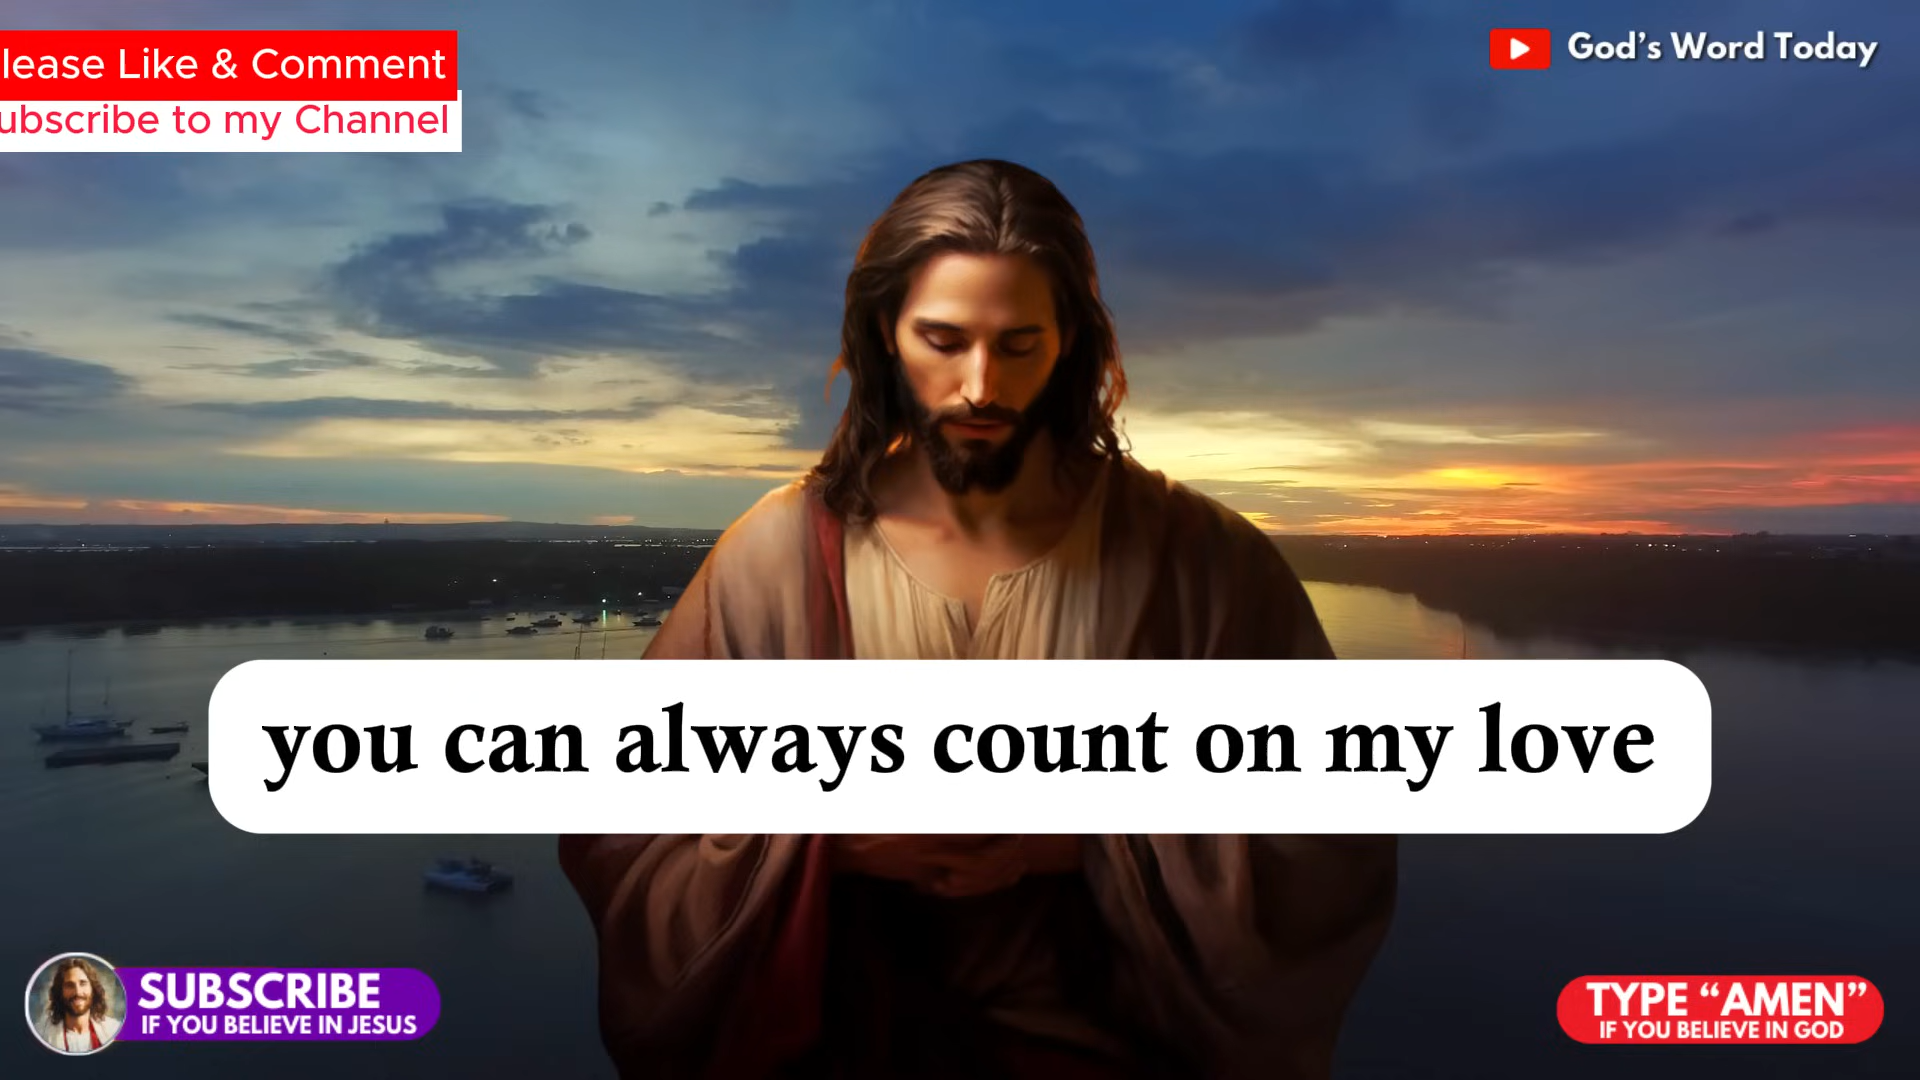 lease Like & Comment
ubscribe to my Channel
God's Word Today
you can always count on my love
SUBSCRIBE
IF YOU BELIEVE IN JESUS
TYPE “AMEN”
IF YOU BELIEVE IN GOD